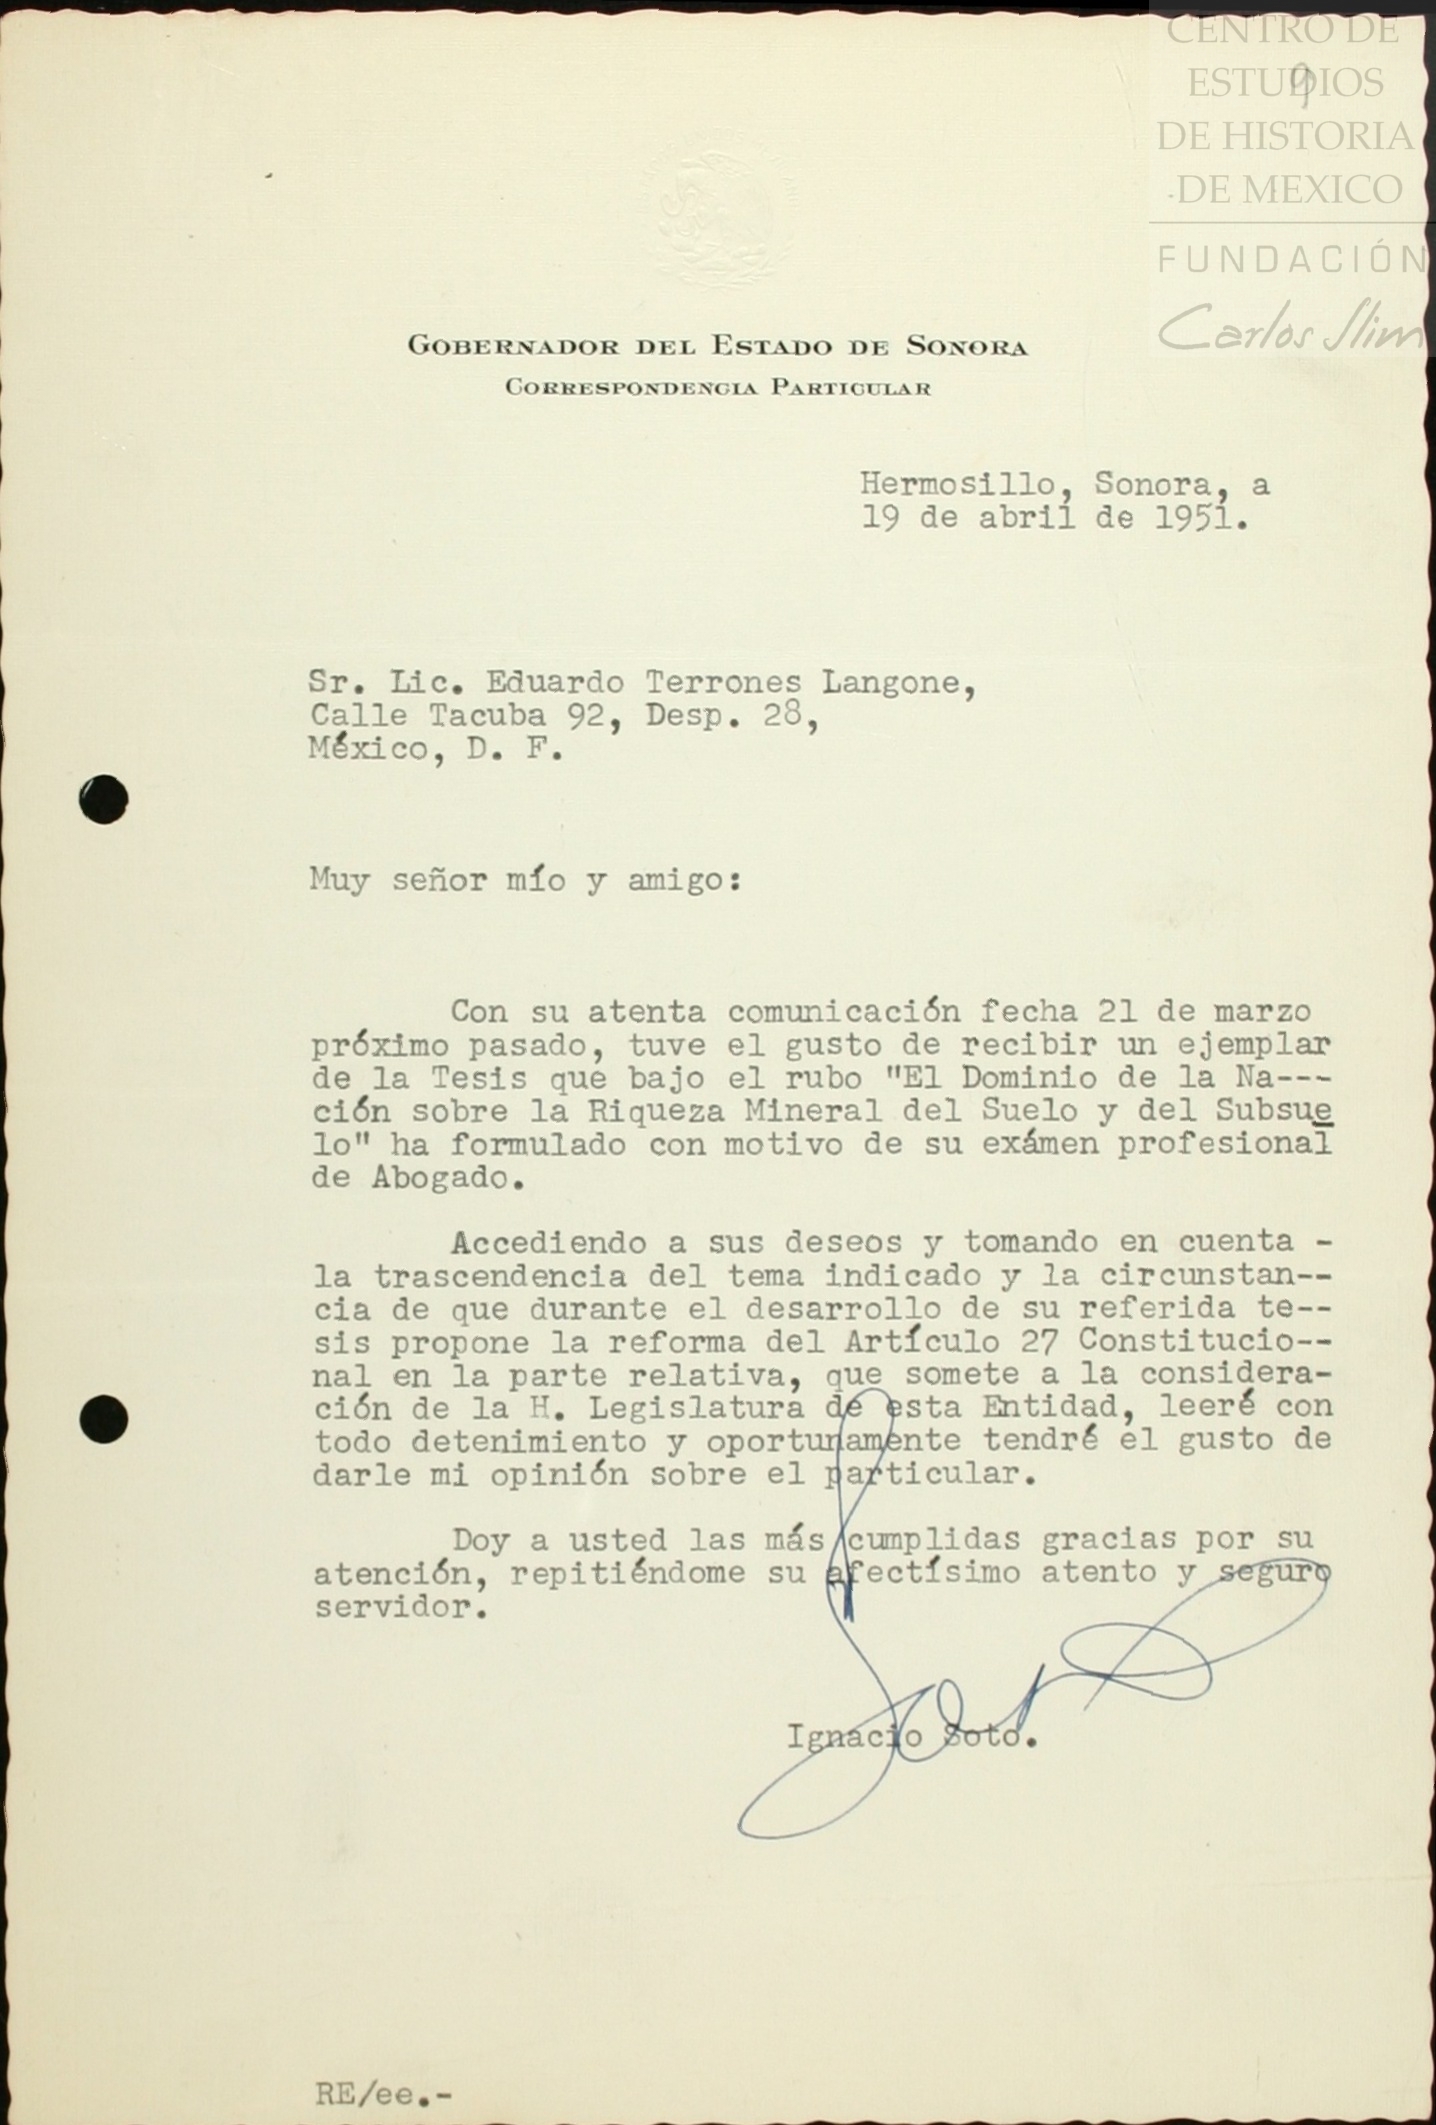 CENTRO DE
ESTUDIOS
9
DE HISTORIA
DE MEXICO
FUNDACIÓN
Carlos Slim
GOBERNADOR DEL ESTADO DE SONORA
CORRESPONDENCIA PARTICULAR
Hermosillo, Sonora, a
19 de abril de 1951.
Sr. Lic. Eduardo Terrones Langone,
Calle Tacuba 92, Desp. 28,
México, D. F.
Muy señor mío y amigo:
Con su atenta comunicación fecha 21 de marzo
próximo pasado, tuve el gusto de recibir un ejemplar
de la Tesis que bajo el rubo "El Dominio de la Na---
ción sobre la Riqueza Mineral del Suelo y del Subsue
lo" ha formulado con motivo de su exámen profesional
de Abogado.
Accediendo a sus deseos y tomando en cuenta -
la trascendencia del tema indicado y la circunstan--
cia de que durante el desarrollo de su referida te--
sis propone la reforma del Artículo 27 Constitucio--
nal en la parte relativa, que somete a la considera-
ción de la H. Legislatura de esta Entidad, leeré con
todo detenimiento y oportunamente tendré el gusto de
darle mi opinión sobre el particular.
Doy a usted las más cumplidas gracias por su
atención, repitiéndome su afectísimo atento y seguro
servidor.
Ignacio Soto.
RE/ee.-